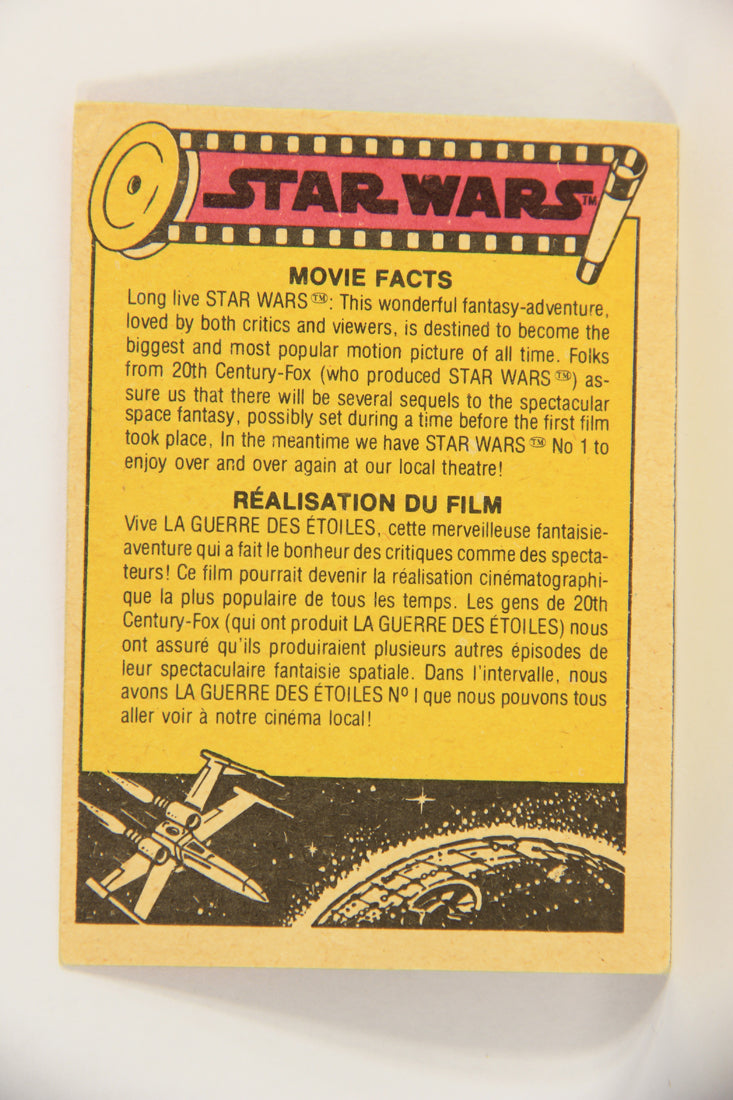 STAR WARS™
MOVIE FACTS
Long live STAR WARS™: This wonderful fantasy-adventure,
loved by both critics and viewers, is destined to become the
biggest and most popular motion picture of all time. Folks
from 20th Century-Fox (who produced STAR WARS™) as-
sure us that there will be several sequels to the spectacular
space fantasy, possibly set during a time before the first film
took place, In the meantime we have STAR WARS™ No 1 to
enjoy over and over again at our local theatre!
RÉALISATION DU FILM
Vive LA GUERRE DES ÉTOILES, cette merveilleuse fantaisie-
aventure qui a fait le bonheur des critiques comme des specta-
teurs! Ce film pourrait devenir la réalisation cinématographi-
que la plus populaire de tous les temps. Les gens de 20th
Century-Fox (qui ont produit LA GUERRE DES ÉTOILES) nous
ont assuré qu'ils produiraient plusieurs autres épisodes de
leur spectaculaire fantaisie spatiale. Dans l'intervalle, nous
avons LA GUERRE DES ÉTOILES Nº I que nous pouvons tous
aller voir à notre cinéma local!